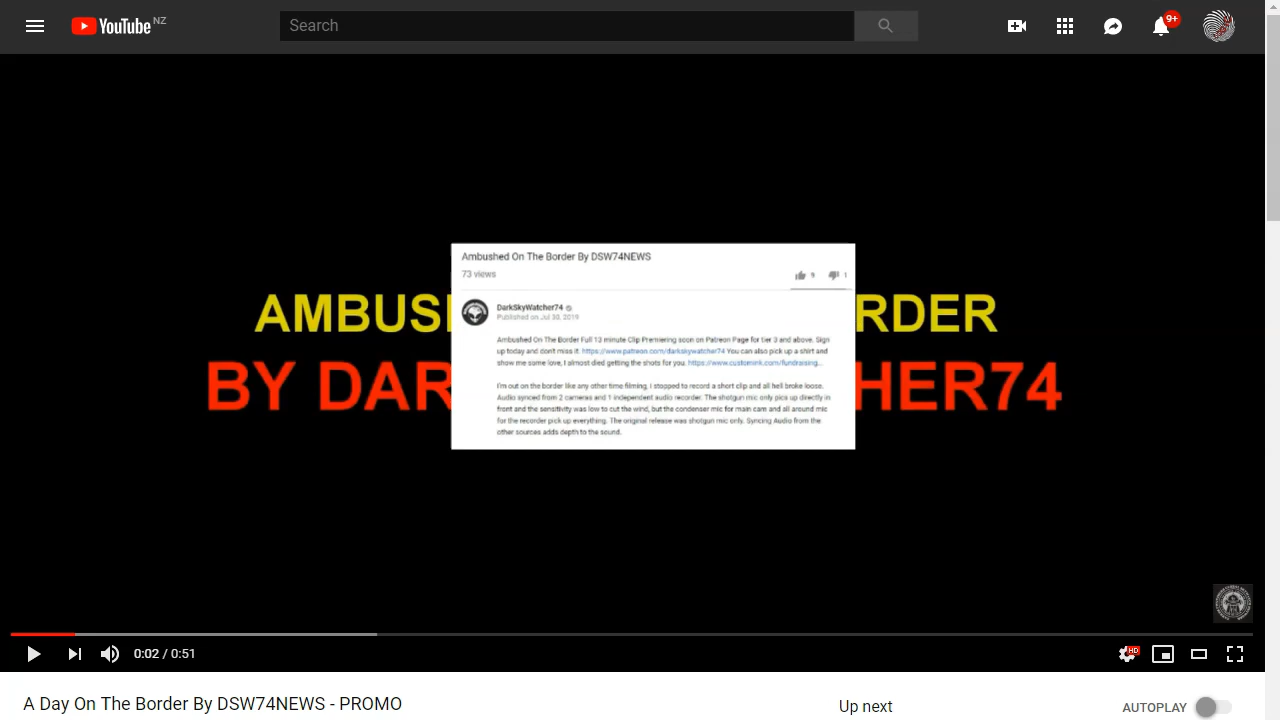 YouTube NZ
Search
9+
AMBUSH RDER
BY DAR HER74
Ambushed On The Border By DSW74NEWS
73 views
9 1
DarkSkyWatcher74
Published on Jul 30, 2019
Ambushed On The Border Full 13 minute Clip Premiering soon on Patreon Page for tier 3 and above. Sign
up today and don't miss it: https://www.patreon.com/darkskywatcher74 You can also pick up a shirt and
show me some love, I almost died getting the shots for you. https://www.customink.com/fundraising...
I'm out on the border like any other time filming, I stopped to record a short clip and all hell broke loose.
Audio synced from 2 cameras and 1 independent audio recorder. The shotgun mic only pics up directly in
front and the sensitivity was low to cut the wind, but the condenser mic for main cam and all around mic
for the recorder pick up everything. The original release was shotgun mic only. Syncing Audio from the
other sources adds depth to the sound.
0:02 / 0:51
HD
A Day On The Border By DSW74NEWS - PROMO
Up next
AUTOPLAY